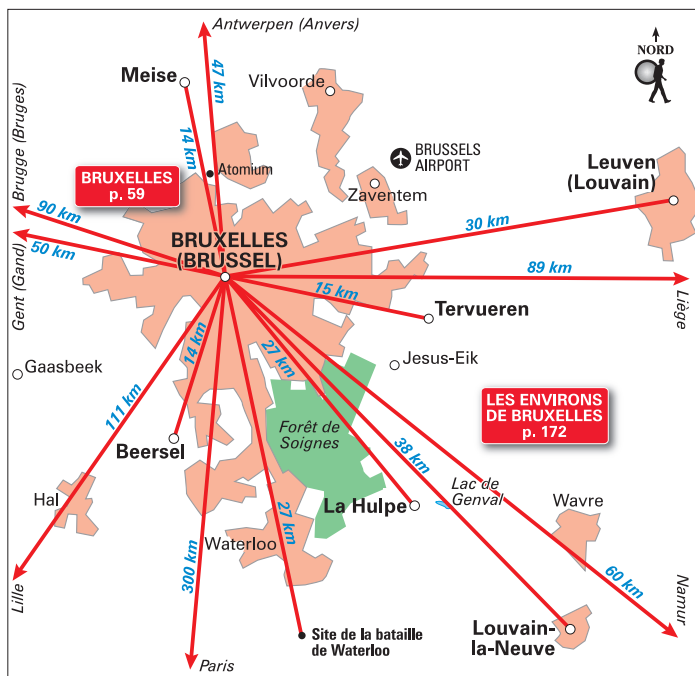 Antwerpen (Anvers)
NORD
Meise
47 km
Vilvoorde
14 km
Brugge (Bruges)
BRUXELLES
p. 59
Atomium
BRUSSELS
AIRPORT
Leuven
(Louvain)
Zaventem
90 km
30 km
50 km
BRUXELLES
(BRUSSEL)
Gent (Gand)
89 km
15 km
Liège
Tervueren
14 km
27 km
Gaasbeek
Jesus-Eik
111 km
LES ENVIRONS
DE BRUXELLES
p. 172
Forêt de
Soignes
38 km
Beersel
Lac de
Genval
Hal
La Hulpe
Wavre
27 km
Waterloo
300 km
60 km
Lille
Namur
Site de la bataille
de Waterloo
Louvain-
la-Neuve
Paris